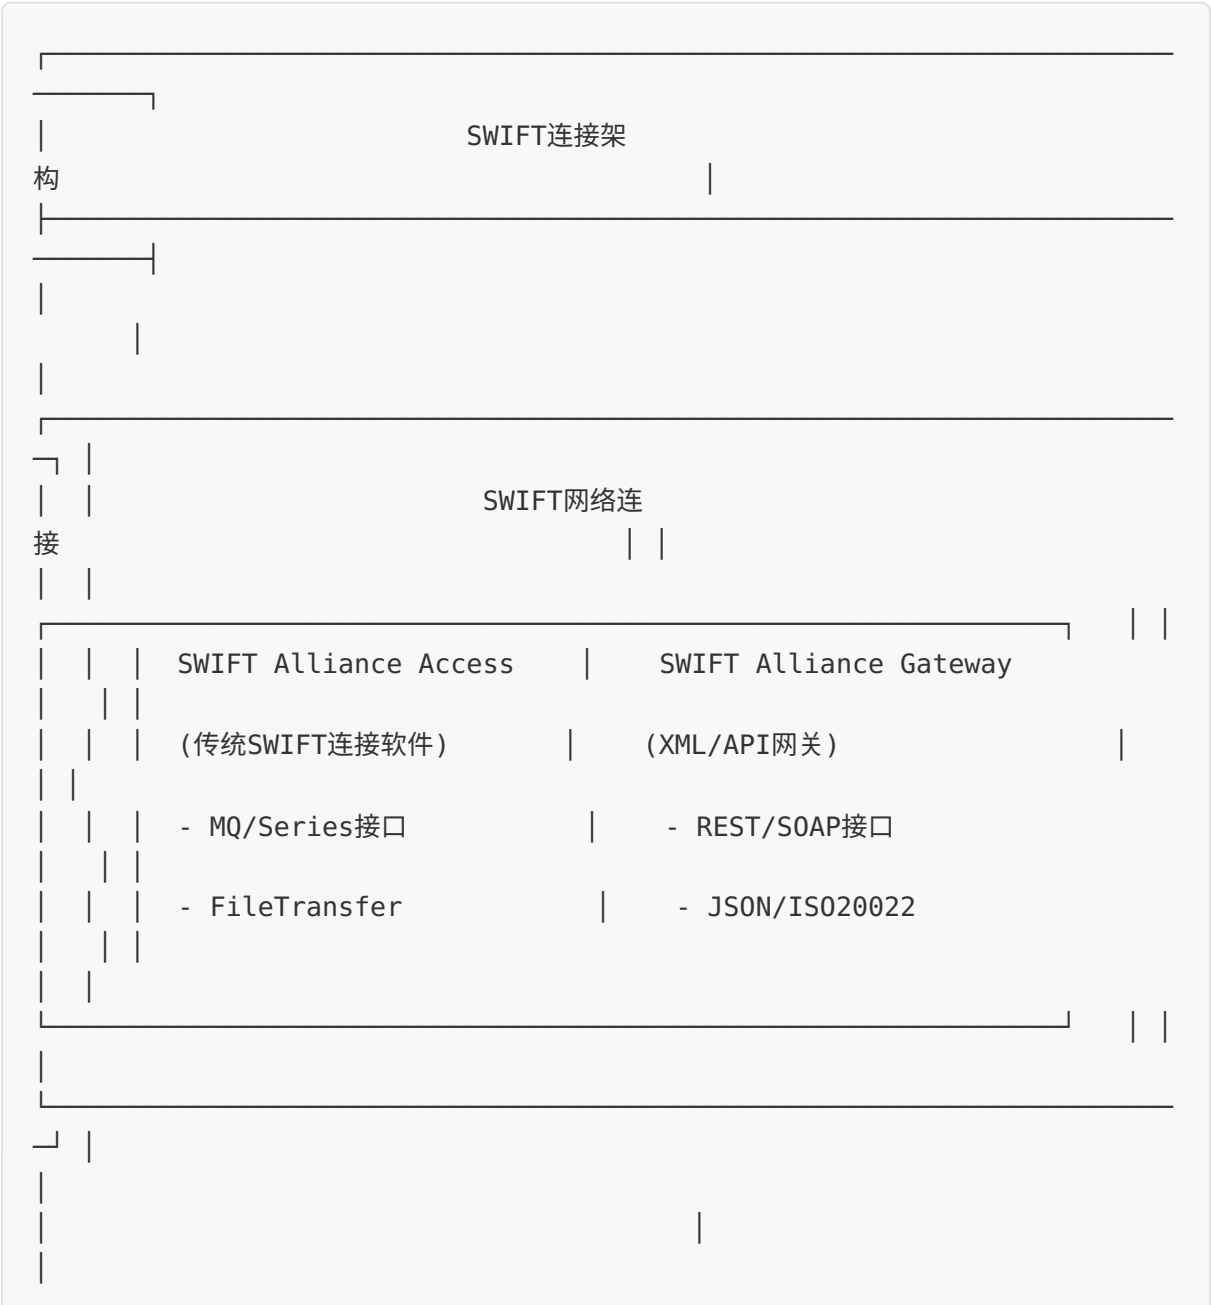 SWIFT连接架
构
SWIFT网络连
接
SWIFT Alliance Access │ SWIFT Alliance Gateway
(传统SWIFT连接软件) │ (XML/API网关)
- MQ/Series接口 │ - REST/SOAP接口
- FileTransfer │ - JSON/ISO20022